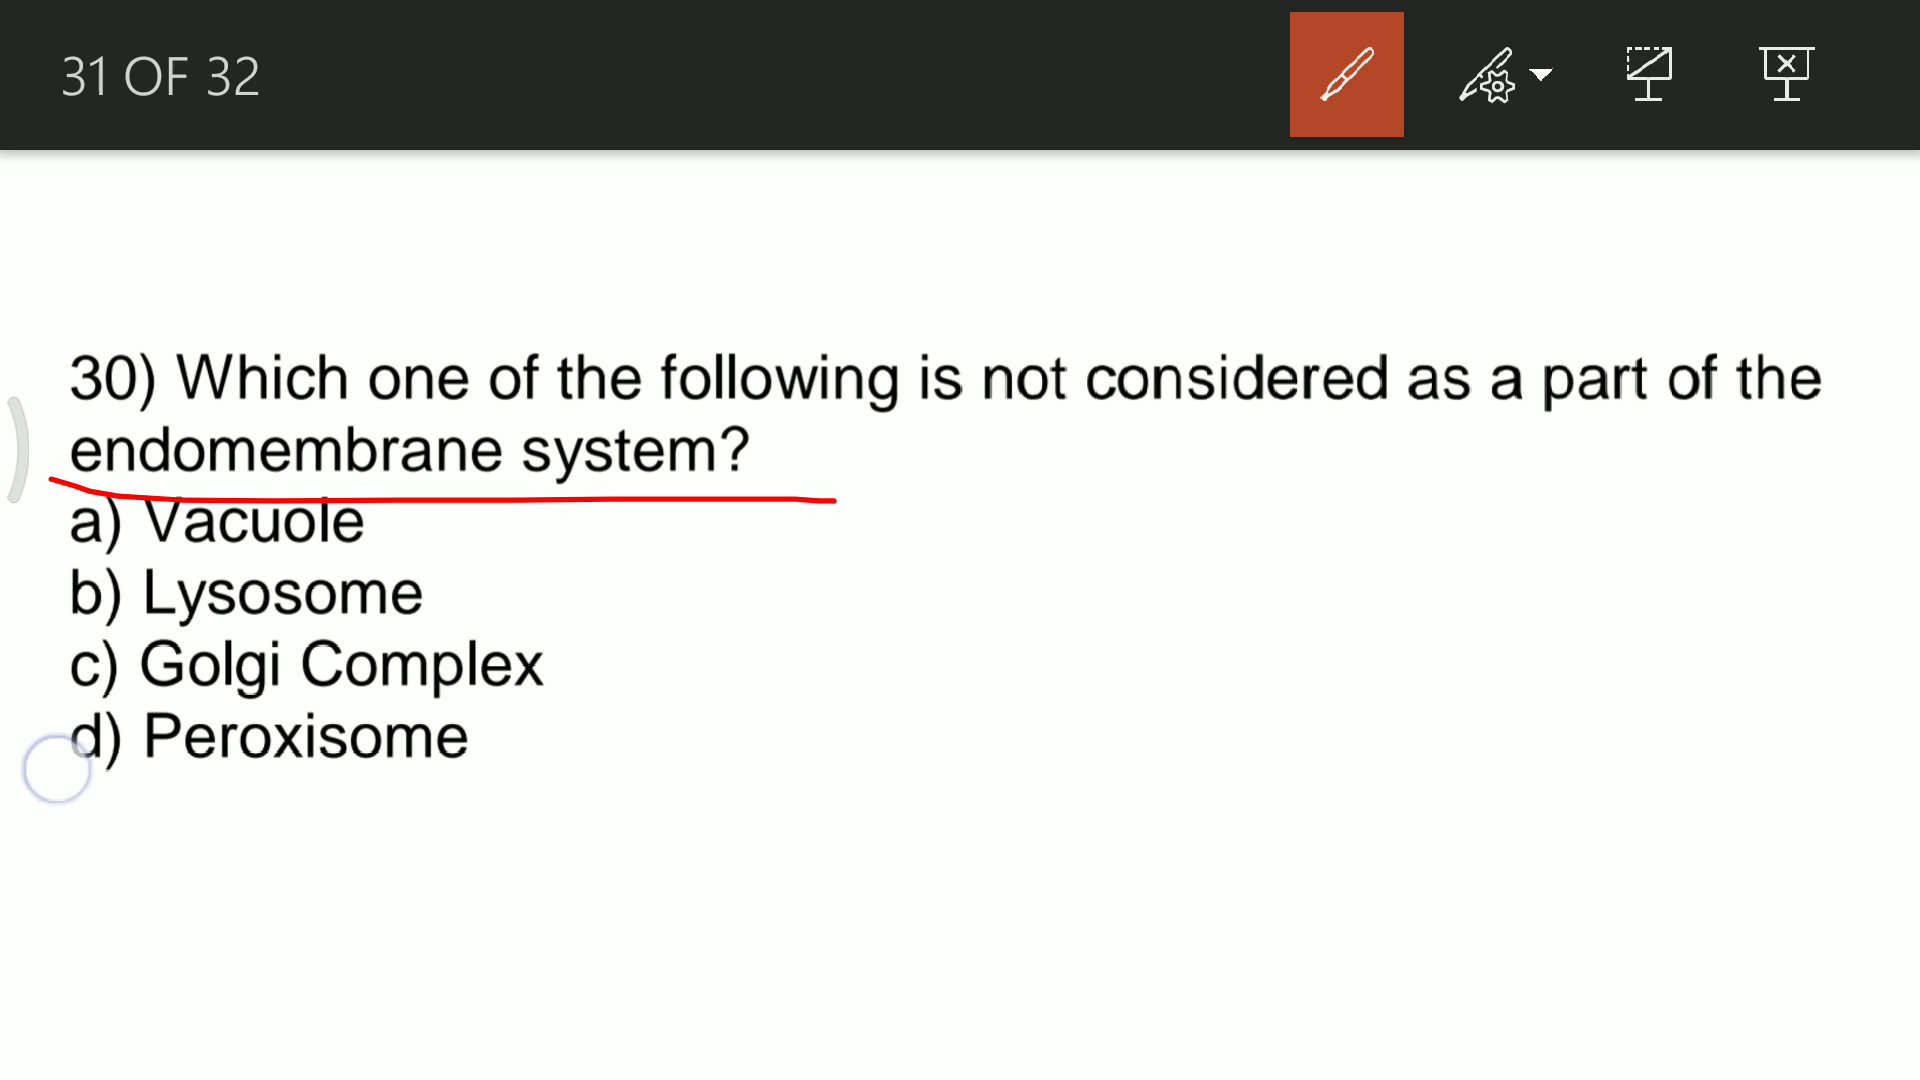 31 OF 32
30) Which one of the following is not considered as a part of the
endomembrane system?
a) Vacuole
b) Lysosome
c) Golgi Complex
d) Peroxisome